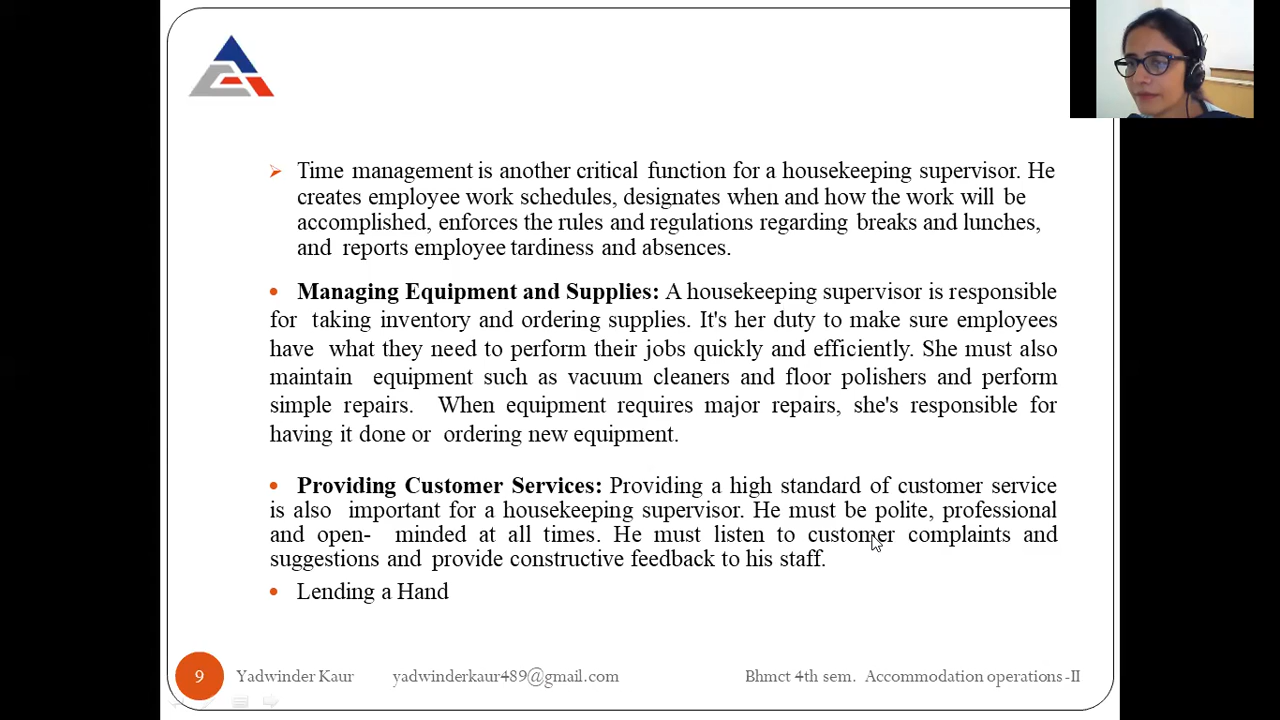 Time management is another critical function for a housekeeping supervisor. He
creates employee work schedules, designates when and how the work will be
accomplished, enforces the rules and regulations regarding breaks and lunches,
and reports employee tardiness and absences.
Managing Equipment and Supplies: A housekeeping supervisor is responsible
for taking inventory and ordering supplies. It's her duty to make sure employees
have what they need to perform their jobs quickly and efficiently. She must also
maintain equipment such as vacuum cleaners and floor polishers and perform
simple repairs. When equipment requires major repairs, she's responsible for
having it done or ordering new equipment.
Providing Customer Services: Providing a high standard of customer service
is also important for a housekeeping supervisor. He must be polite, professional
and open- minded at all times. He must listen to customer complaints and
suggestions and provide constructive feedback to his staff.
Lending a Hand
9 Yadwinder Kaur yadwinderkaur489@gmail.com Bhmct 4th sem. Accommodation operations -II